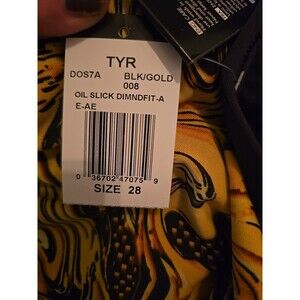 TYR
DOS7A BLK/GOLD
008
OIL SLICK DIMNDFIT-A
E-AE
0 36702 47075 9
SIZE 28